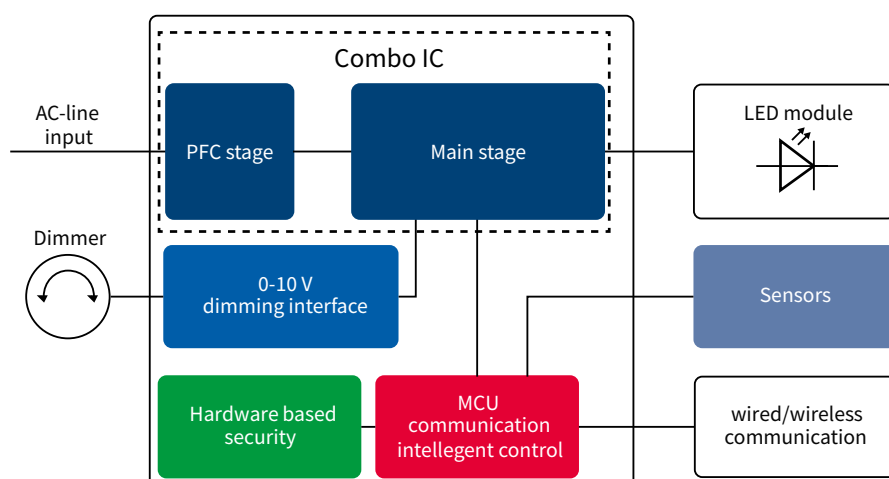 Combo IC
AC-line
input
PFC stage
Main stage
LED module
Dimmer
0-10 V
dimming interface
Sensors
Hardware based
security
MCU
communication
intellegent control
wired/wireless
communication